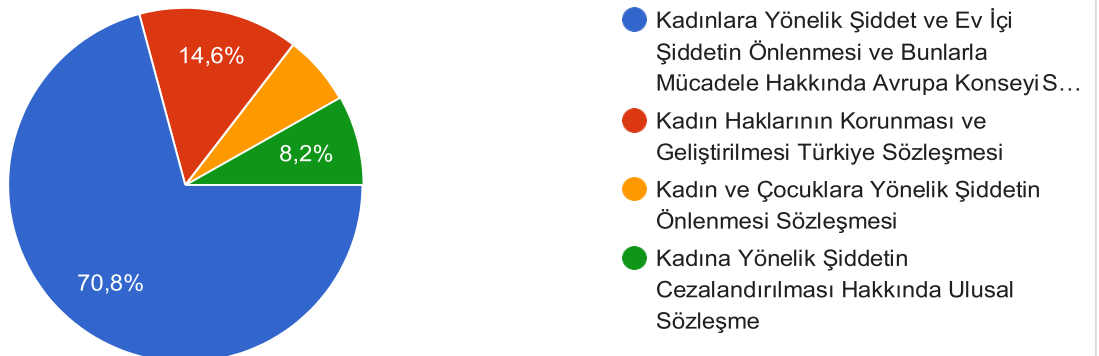 14,6%
8,2%
70,8%
Kadınlara Yönelik Şiddet ve Ev İçi
Şiddetin Önlenmesi ve Bunlarla
Mücadele Hakkında Avrupa Konseyi S…
Kadın Haklarının Korunması ve
Geliştirilmesi Türkiye Sözleşmesi
Kadın ve Çocuklara Yönelik Şiddetin
Önlenmesi Sözleşmesi
Kadına Yönelik Şiddetin
Cezalandırılması Hakkında Ulusal
Sözleşme